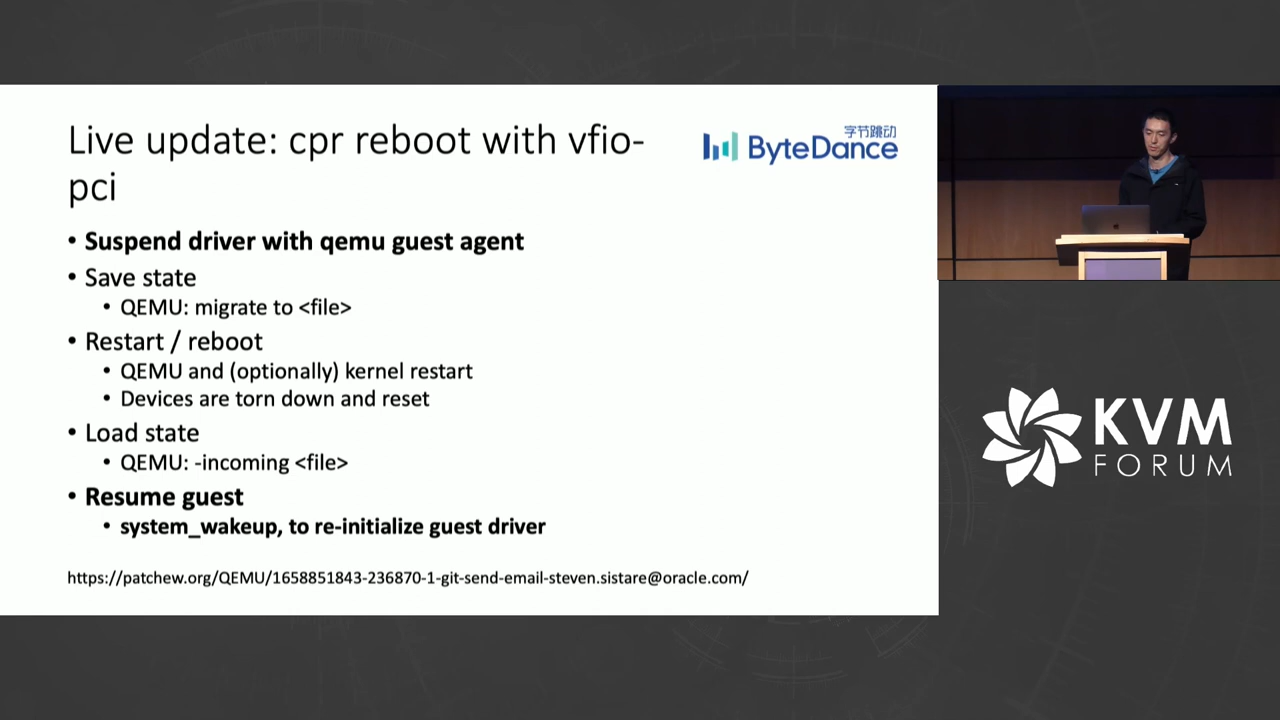 Live update: cpr reboot with vfio-
pci
字节跳动
ByteDance
• Suspend driver with qemu guest agent
• Save state
• QEMU: migrate to <file>
• Restart / reboot
• QEMU and (optionally) kernel restart
• Devices are torn down and reset
• Load state
• QEMU: -incoming <file>
• Resume guest
• system_wakeup, to re-initialize guest driver
https://patchew.org/QEMU/1658851843-236870-1-git-send-email-steven.sistare@oracle.com/
KVM
FORUM